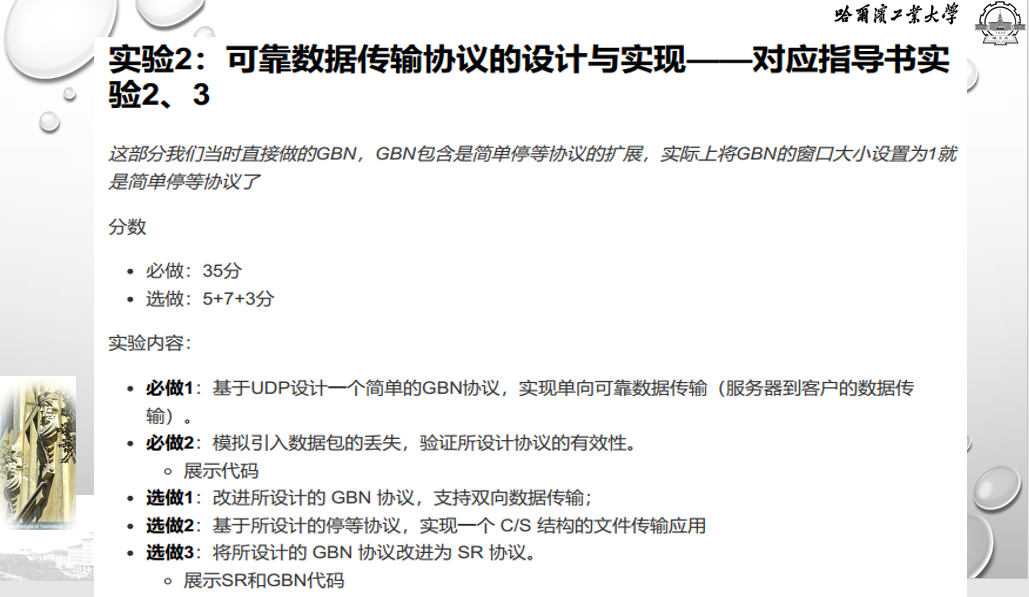 哈爾濱工業大學
实验2：可靠数据传输协议的设计与实现——对应指导书实
验2、3
这部分我们当时直接做的GBN，GBN包含是简单停等协议的扩展，实际上将GBN的窗口大小设置为1就
是简单停等协议了
分数
• 必做：35分
• 选做：5+7+3分
实验内容：
• 必做1：基于UDP设计一个简单的GBN协议，实现单向可靠数据传输（服务器到客户的数据传
输）。
• 必做2：模拟引入数据包的丢失，验证所设计协议的有效性。
◦ 展示代码
• 选做1：改进所设计的 GBN 协议，支持双向数据传输；
• 选做2：基于所设计的停等协议，实现一个 C/S 结构的文件传输应用
• 选做3：将所设计的 GBN 协议改进为 SR 协议。
◦ 展示SR和GBN代码